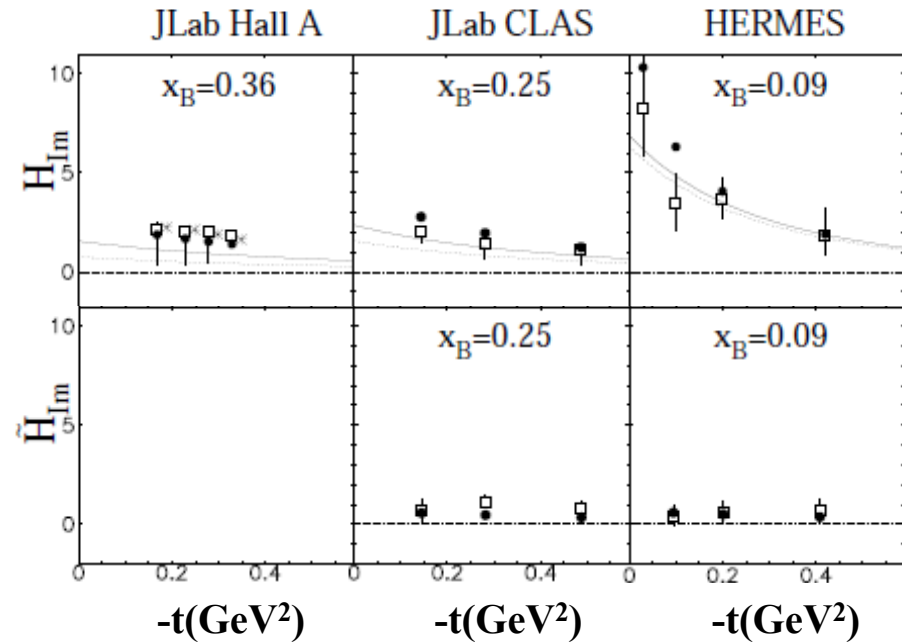 JLab Hall A JLab CLAS HERMES
10 x_B=0.36 x_B=0.25 x_B=0.09
H_Im
5
0
10 x_B=0.25 x_B=0.09
H̃_Im
5
0
0 0.2 0.4 0 0.2 0.4 0 0.2 0.4
-t(GeV²) -t(GeV²) -t(GeV²)